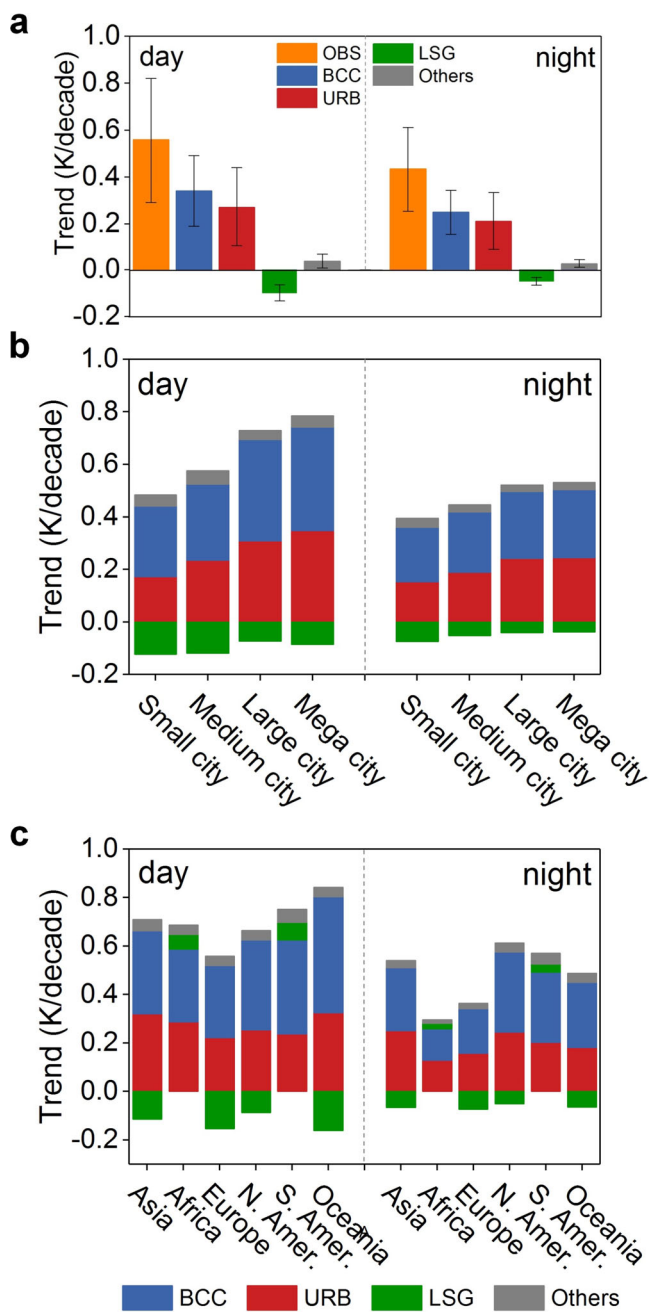 a
day
night
OBS
LSG
BCC
Others
URB
Trend (K/decade)
1.0
0.8
0.6
0.4
0.2
0.0
-0.2
b
day
night
Trend (K/decade)
1.0
0.8
0.6
0.4
0.2
0.0
-0.2
Small city
Medium city
Large city
Mega city
Small city
Medium city
Large city
Mega city
c
day
night
Trend (K/decade)
1.0
0.8
0.6
0.4
0.2
0.0
-0.2
Asia
Africa
Europe
N. Amer.
S. Amer.
Oceania
Asia
Africa
Europe
N. Amer.
S. Amer.
Oceania
BCC URB LSG Others